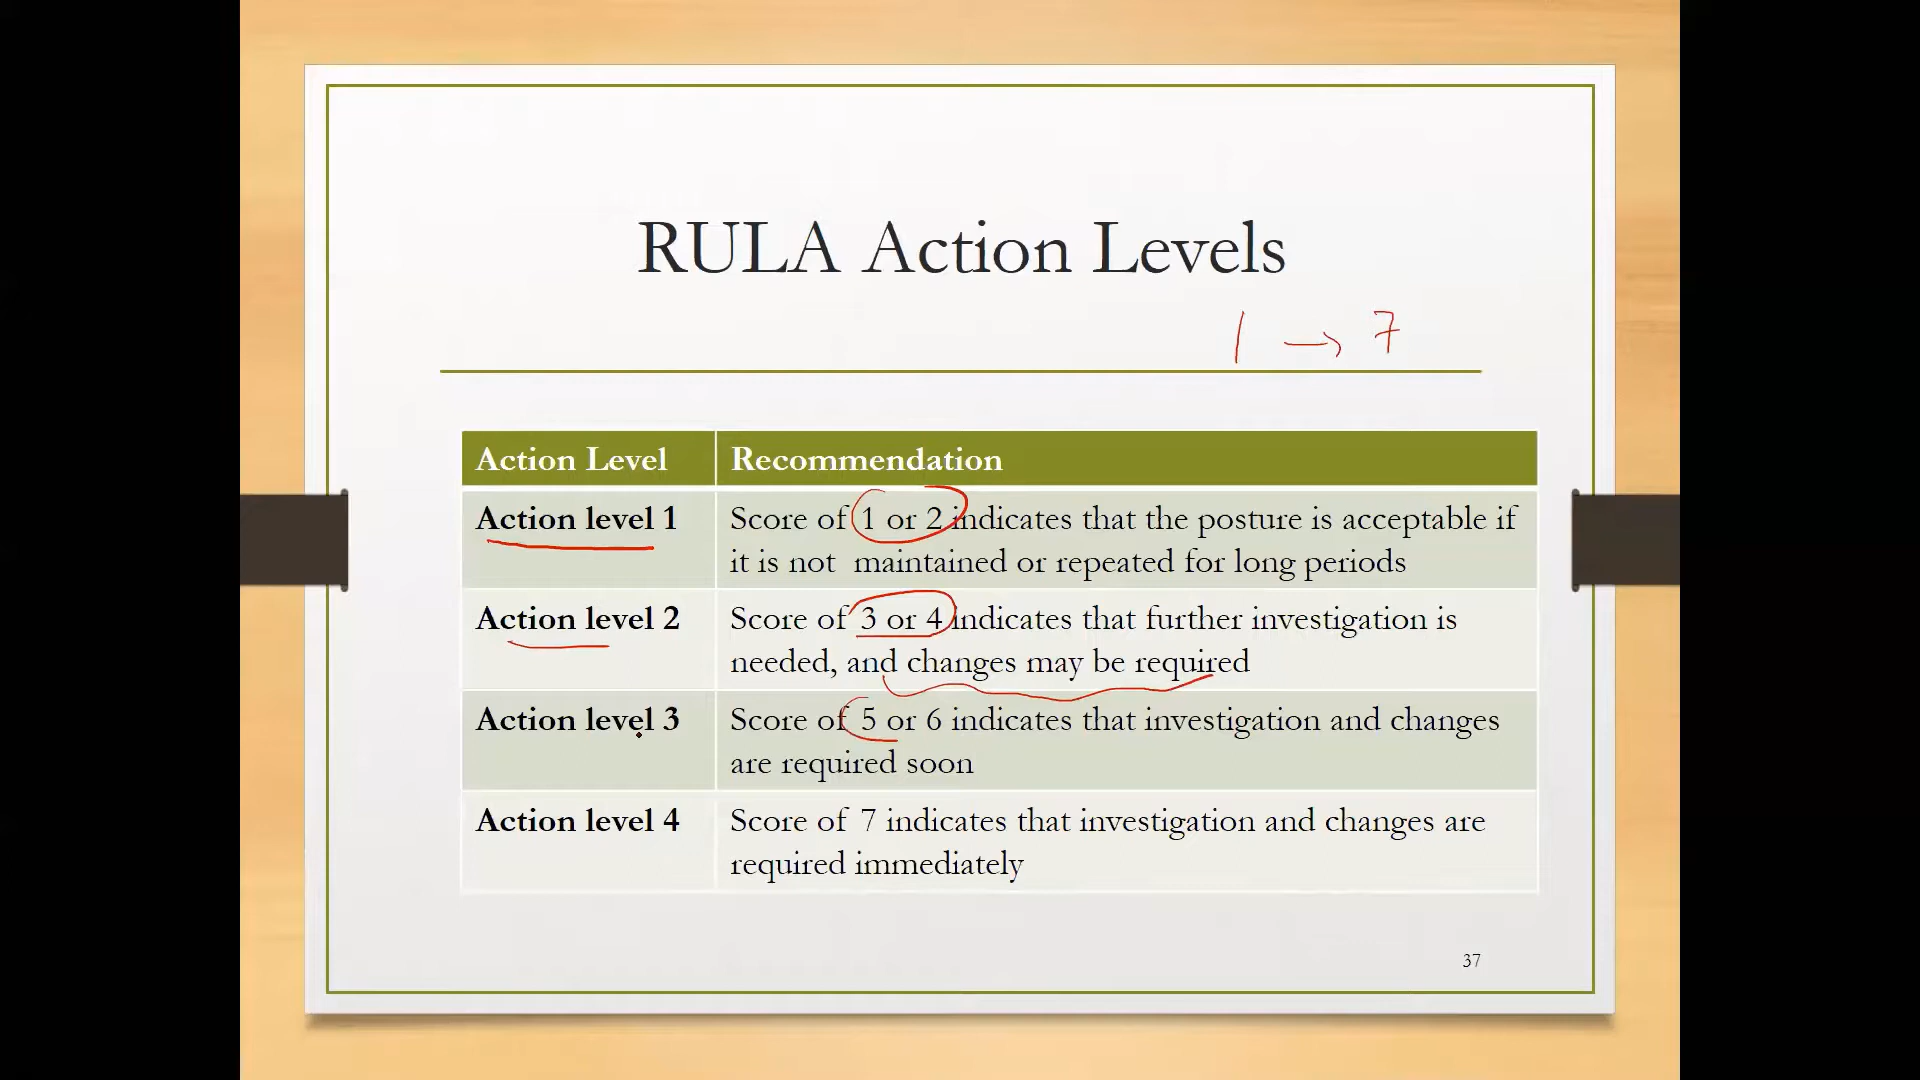 RULA Action Levels
1 → 7
Action Level Recommendation
Action level 1 Score of 1 or 2 indicates that the posture is acceptable if
it is not maintained or repeated for long periods
Action level 2 Score of 3 or 4 indicates that further investigation is
needed, and changes may be required
Action level 3 Score of 5 or 6 indicates that investigation and changes
are required soon
Action level 4 Score of 7 indicates that investigation and changes are
required immediately
37